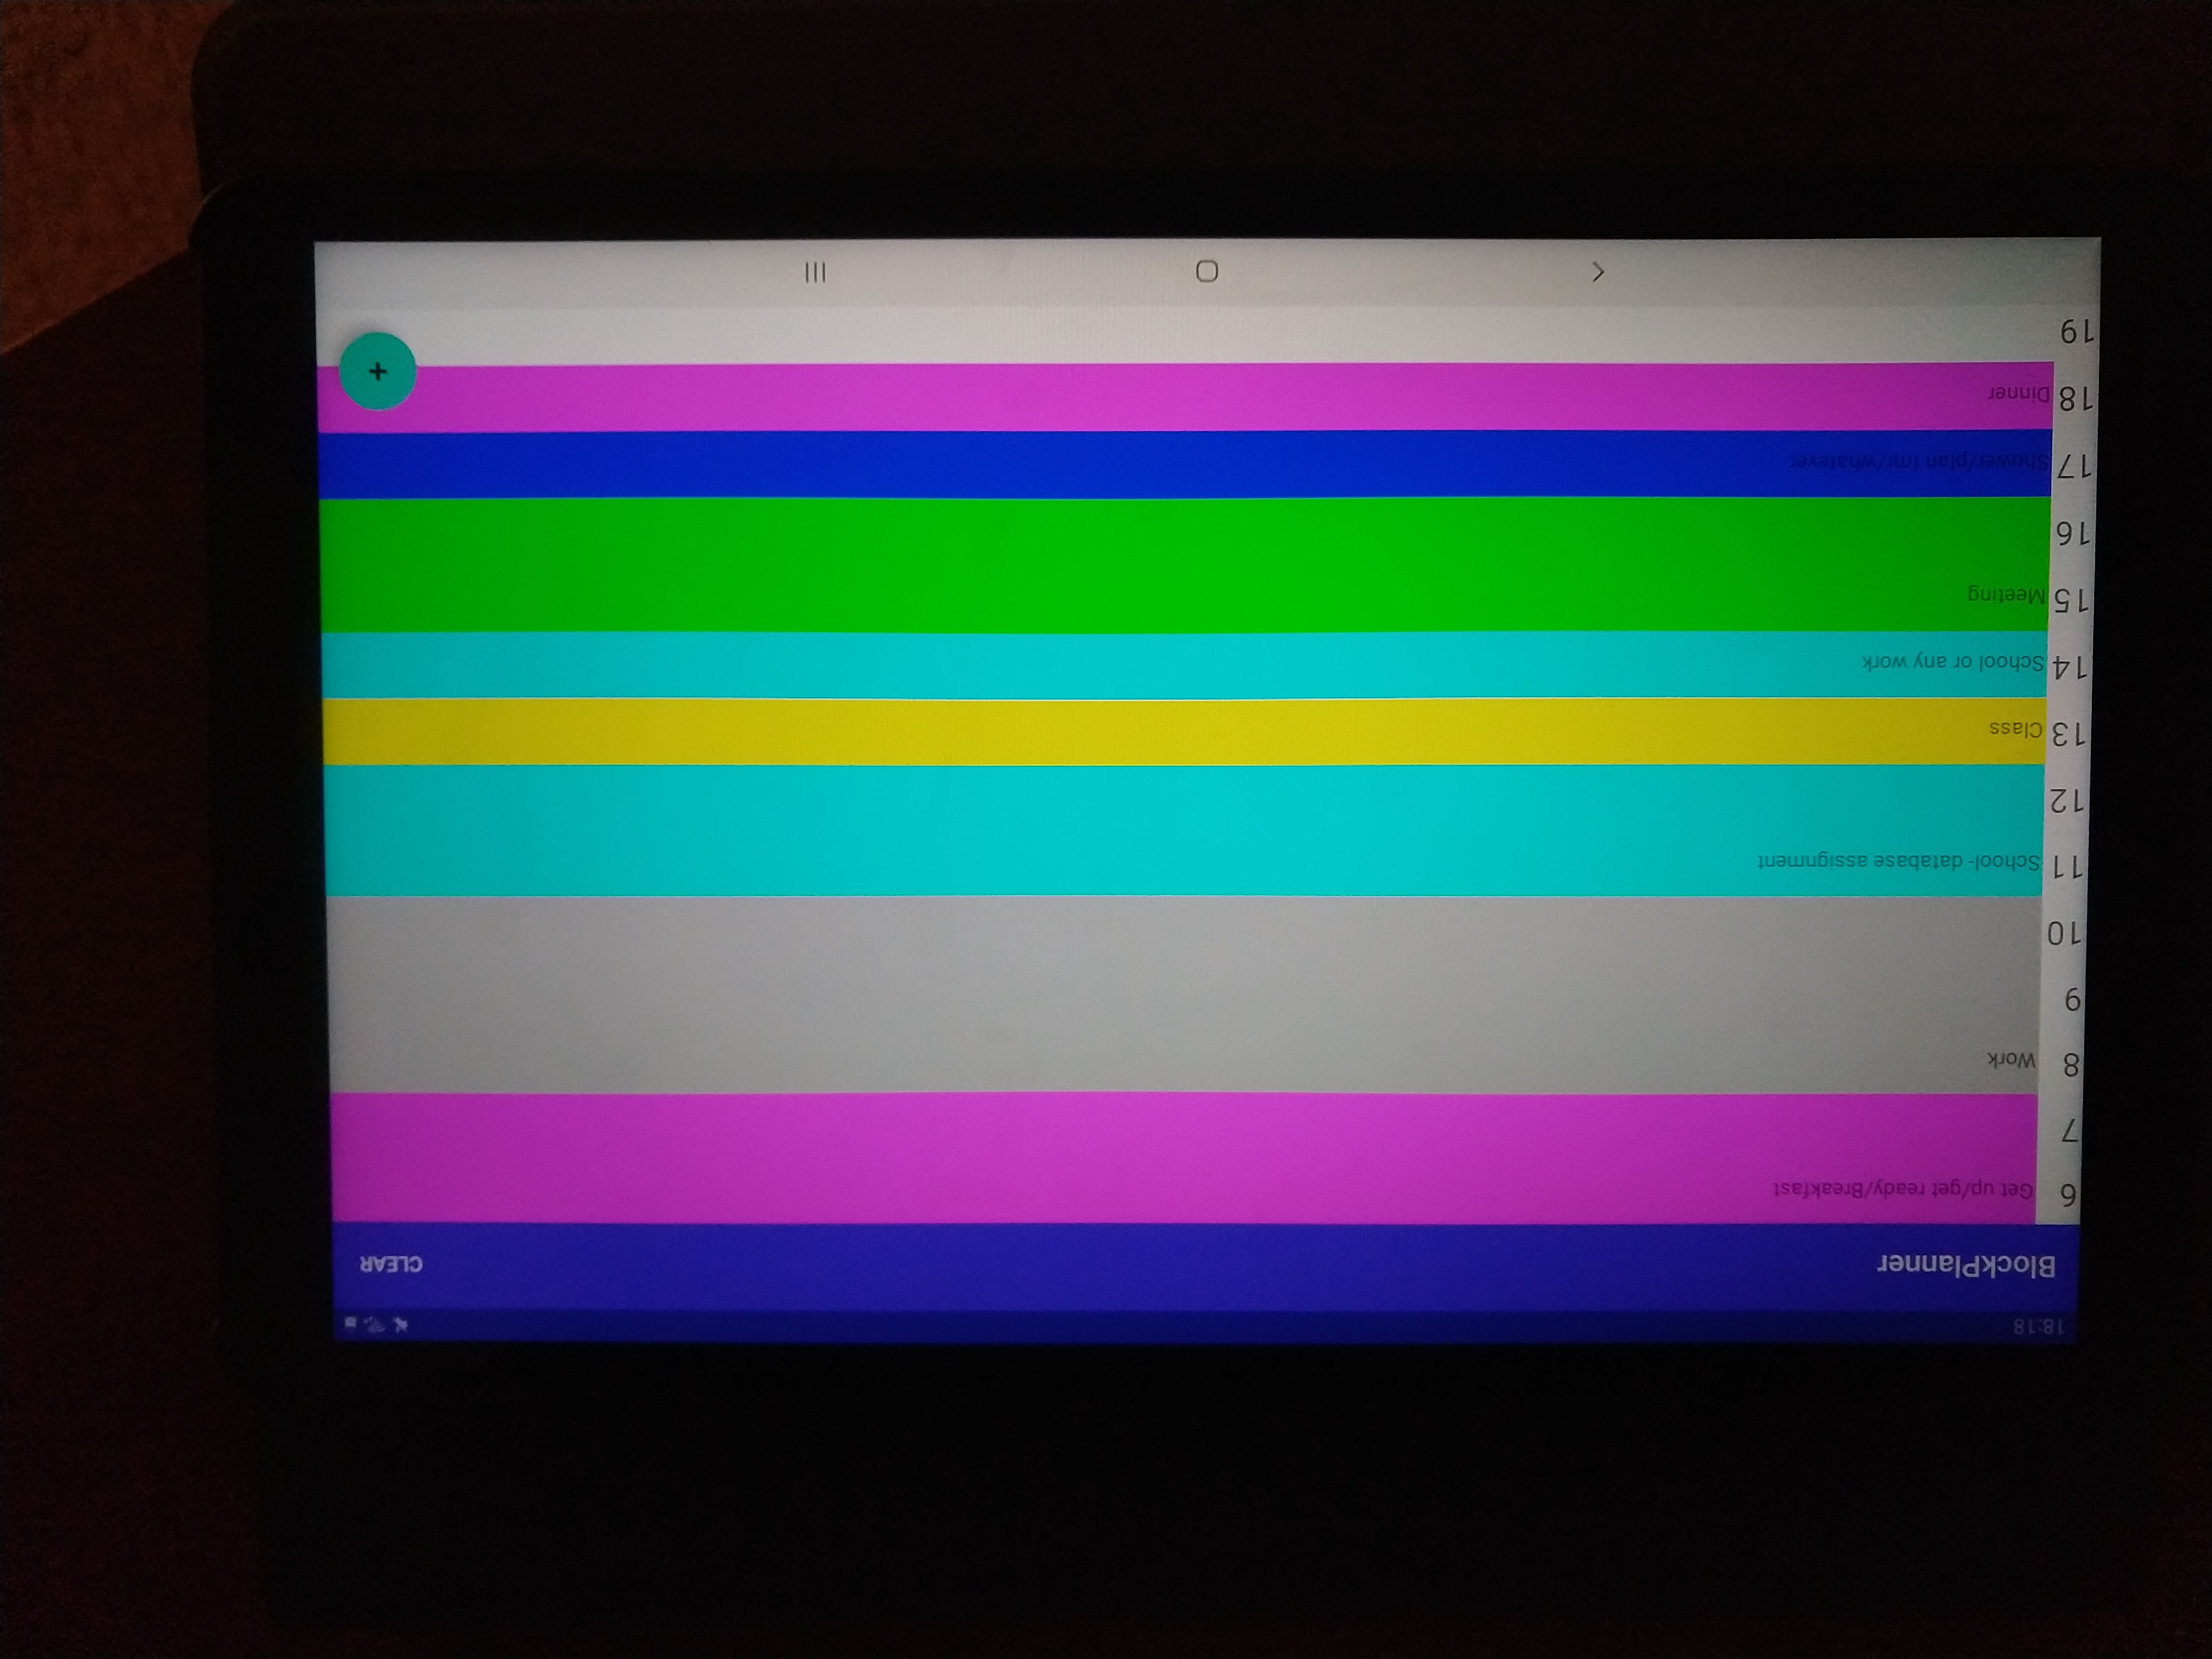 18:18
BlockPlanner
CLEAR
6 Get up/get ready/Breakfast
7
8 Work
9
10
11 School- database assignment
12
13 Class
14 School or any work
15 Meeting
16
17 Shower/plan tmr/whatever
18 Dinner
+
19